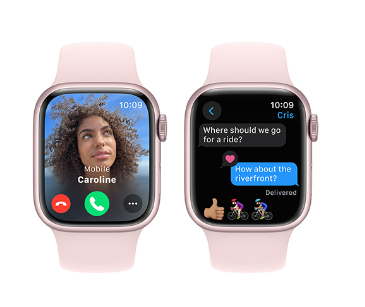 10:09
Mobile
Caroline
10:09
Cris
Where should we go
for a ride?
How about the
riverfront?
Delivered